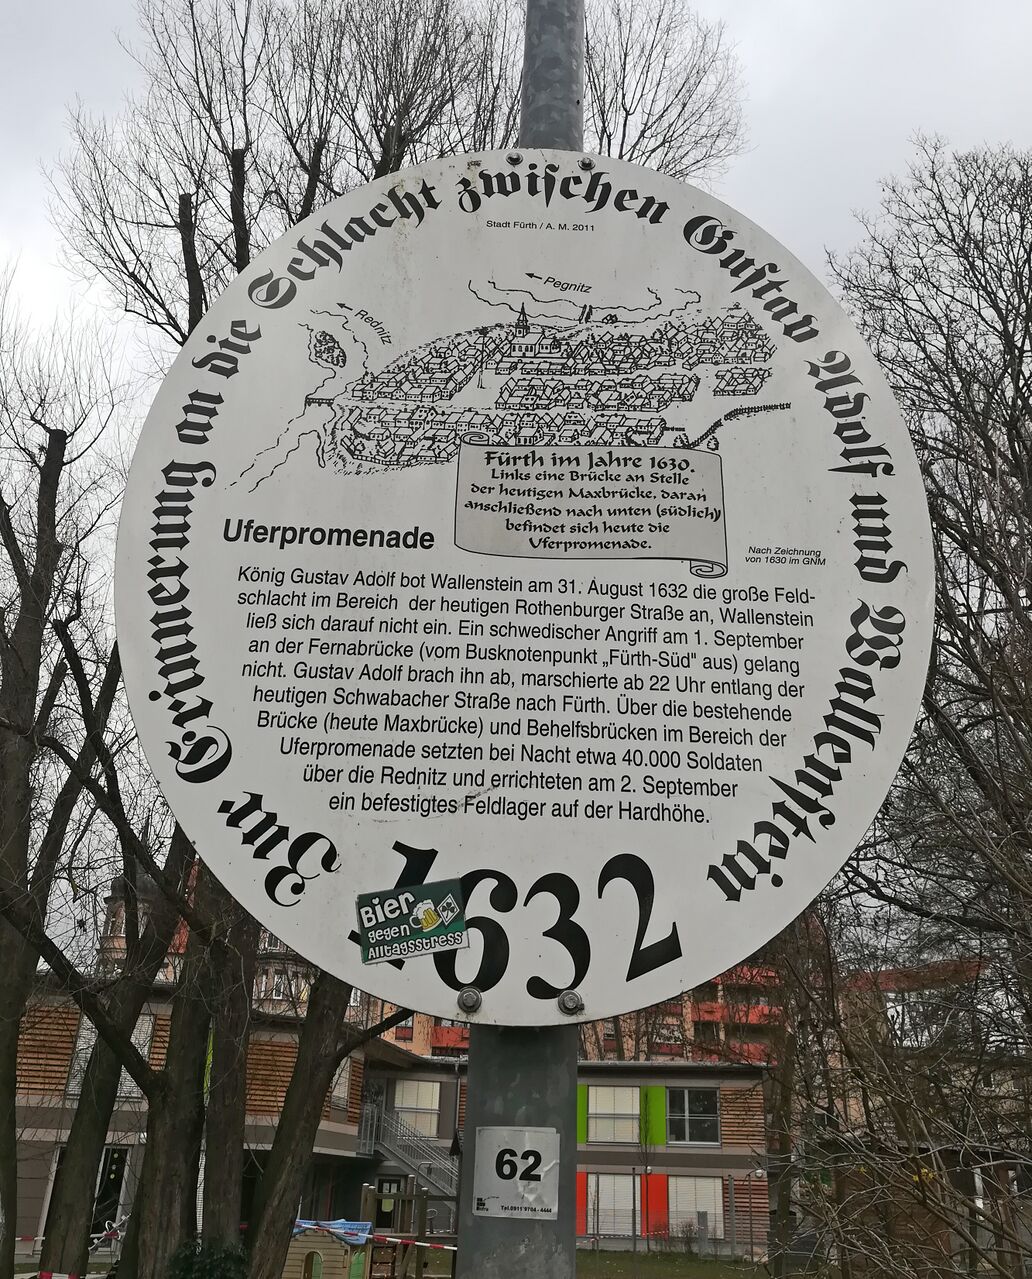 Zur Erinnerung an die Schlacht zwischen Gustav Adolf und Wallenstein
Stadt Fürth / A. M. 2011
Pegnitz
Rednitz
Fürth im Jahre 1630.
Links eine Brücke an Stelle
der heutigen Maxbrücke, daran
anschließend nach unten (südlich)
befindet sich heute die
Uferpromenade.
Nach Zeichnung
von 1630 im GNM
Uferpromenade
König Gustav Adolf bot Wallenstein am 31. August 1632 die große Feld-
schlacht im Bereich der heutigen Rothenburger Straße an, Wallenstein
ließ sich darauf nicht ein. Ein schwedischer Angriff am 1. September
an der Fernabrücke (vom Busknotenpunkt „Fürth-Süd" aus) gelang
nicht. Gustav Adolf brach ihn ab, marschierte ab 22 Uhr entlang der
heutigen Schwabacher Straße nach Fürth. Über die bestehende
Brücke (heute Maxbrücke) und Behelfsbrücken im Bereich der
Uferpromenade setzten bei Nacht etwa 40.000 Soldaten
über die Rednitz und errichteten am 2. September
ein befestigtes Feldlager auf der Hardhöhe.
1632
Bier
gegen
Alltagsstress
62
Tel.0911 9704 - 4444